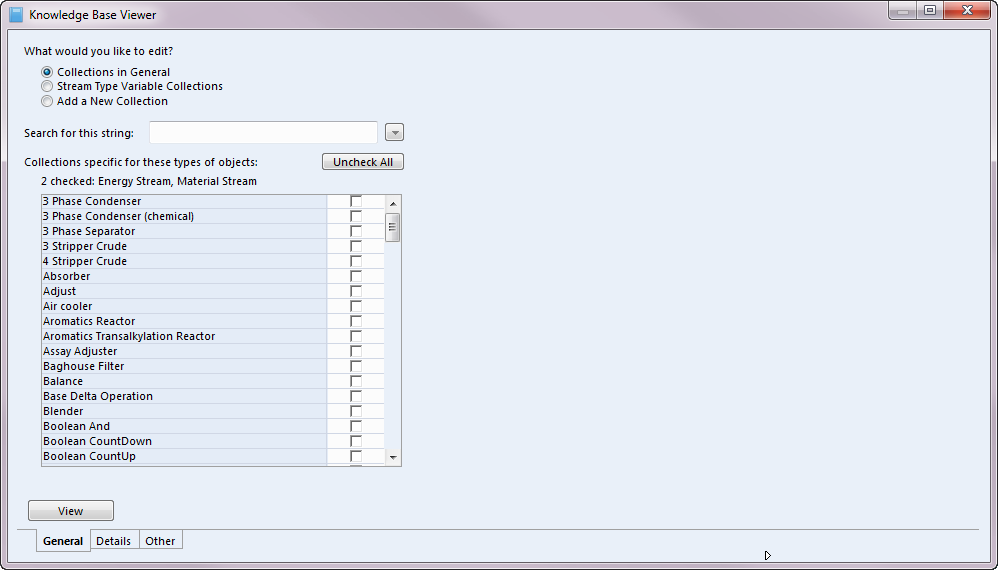 Knowledge Base Viewer
What would you like to edit?
Collections in General
Stream Type Variable Collections
Add a New Collection
Search for this string:
Collections specific for these types of objects:
Uncheck All
2 checked: Energy Stream, Material Stream
3 Phase Condenser
3 Phase Condenser (chemical)
3 Phase Separator
3 Stripper Crude
4 Stripper Crude
Absorber
Adjust
Air cooler
Aromatics Reactor
Aromatics Transalkylation Reactor
Assay Adjuster
Baghouse Filter
Balance
Base Delta Operation
Blender
Boolean And
Boolean CountDown
Boolean CountUp
View
General Details Other